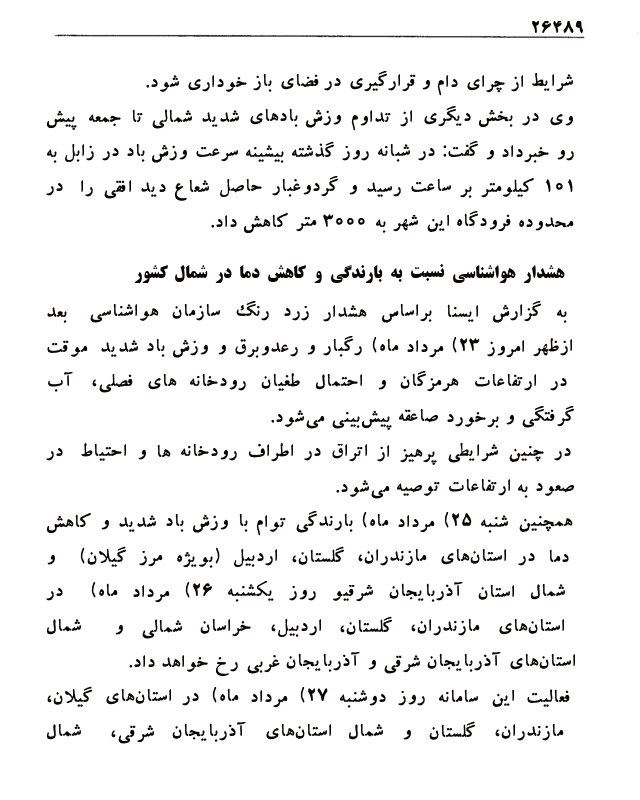 ۲۶۴۸۹
شرایط از چرای دام و قرارگیری در فضای باز خوداری شود.
وی در بخش دیگری از تداوم وزش بادهای شدید شمالی تا جمعه پیش
رو خبرداد و گفت: در شبانه روز گذشته بیشینه سرعت وزش باد در زابل به
۱۰۱ کیلومتر بر ساعت رسید و گردوغبار حاصل شعاع دید افقی را در
محدوده فرودگاه این شهر به ۳۰۰۰ متر کاهش داد.
هشدار هواشناسی نسبت به بارندگی و کاهش دما در شمال کشور
به گزارش ایسنا براساس هشدار زرد رنگ سازمان هواشناسی بعد
ازظهر امروز ۲۳) مرداد ماه) رگبار و رعدوبرق و وزش باد شدید موقت
در ارتفاعات هرمزگان و احتمال طغیان رودخانه های فصلی، آب
گرفتگی و برخورد صاعقه پیش‌بینی می‌شود.
در چنین شرایطی پرهیز از اتراق در اطراف رودخانه ها و احتیاط در
صعود به ارتفاعات توصیه می‌شود.
همچنین شنبه ۲۵) مرداد ماه) بارندگی توام با وزش باد شدید و کاهش
دما در استان‌های مازندران، گلستان، اردبیل (بویژه مرز گیلان) و
شمال استان آذربایجان شرقیو روز یکشنبه ۲۶) مرداد ماه) در
استان‌های مازندران، گلستان، اردبیل، خراسان شمالی و شمال
استان‌های آذربایجان شرقی و آذربایجان غربی رخ خواهد داد.
فعالیت این سامانه روز دوشنبه ۲۷) مرداد ماه) در استان‌های گیلان،
مازندران، گلستان و شمال استان‌های آذربایجان شرقی، شمال